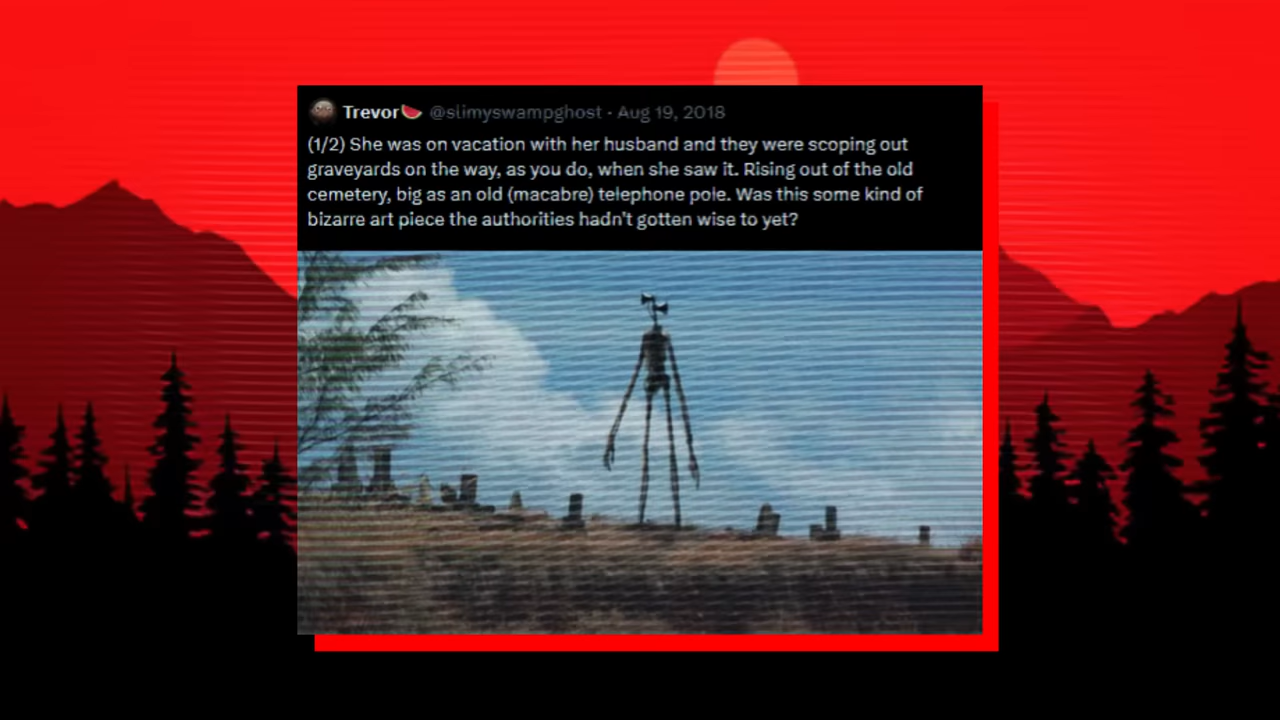 Trevor🍉 @slimyswampghost · Aug 19, 2018
(1/2) She was on vacation with her husband and they were scoping out
graveyards on the way, as you do, when she saw it. Rising out of the old
cemetery, big as an old (macabre) telephone pole. Was this some kind of
bizarre art piece the authorities hadn't gotten wise to yet?